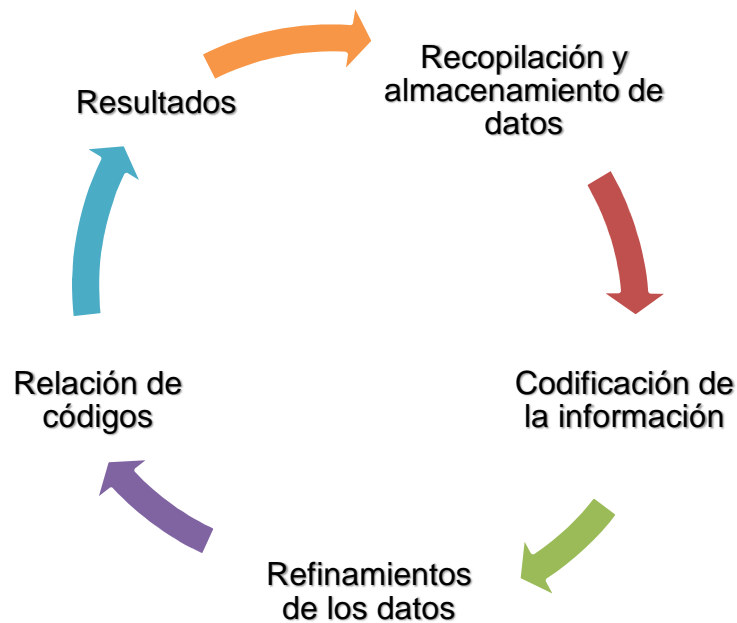 Recopilación y
almacenamiento de
datos
Codificación de
la información
Refinamientos
de los datos
Relación de
códigos
Resultados